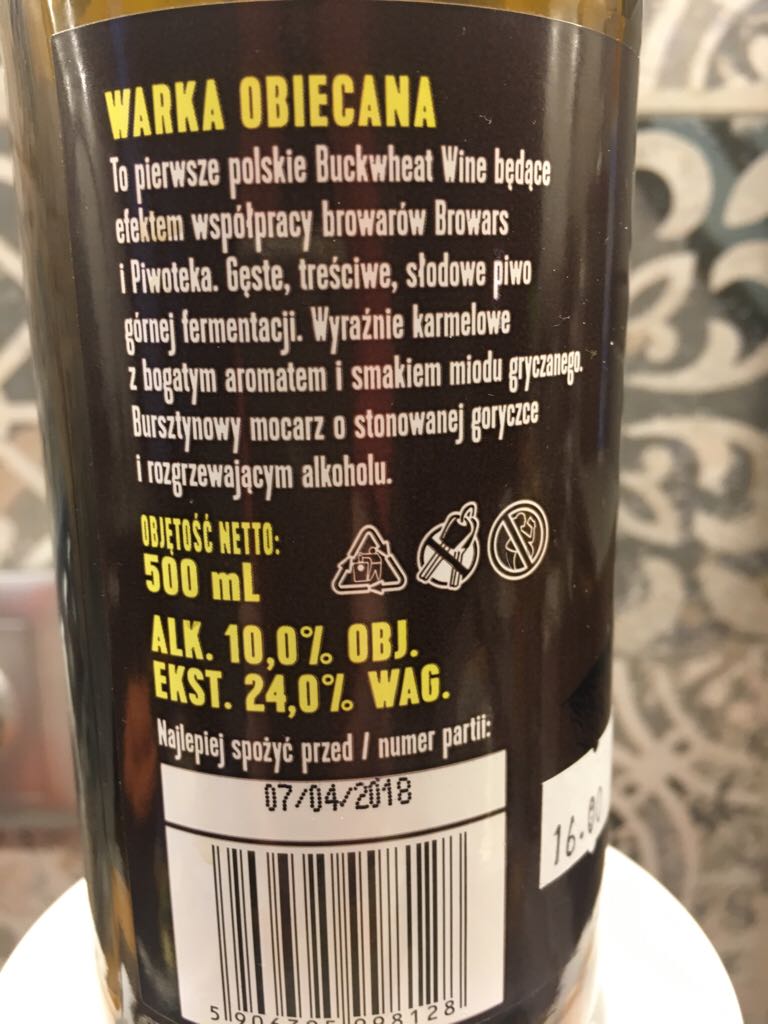 WARKA OBIECANA
To pierwsze polskie Buckwheat Wine będące
efektem współpracy browarów Browars
i Piwoteka. Gęste, treściwe, słodowe piwo
górnej fermentacji. Wyraźnie karmelowe
z bogatym aromatem i smakiem miodu gryczanego.
Bursztynowy mocarz o stonowanej goryczce
i rozgrzewającym alkoholu.
OBJĘTOŚĆ NETTO:
500 mL
ALK. 10,0% OBJ.
EKST. 24,0% WAG.
Najlepiej spożyć przed / numer partii:
07/04/2018
16.00